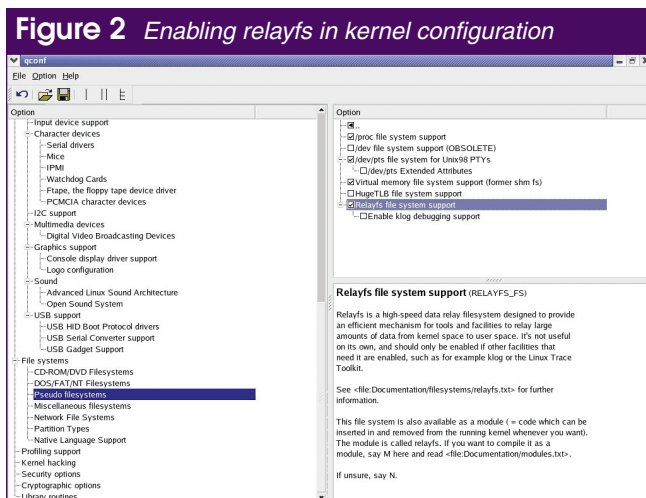 Figure 2 Enabling relayfs in kernel configuration
qconf
File Option Help
Option
Input device support
Character devices
Serial drivers
Mice
IPMI
Watchdog Cards
Ftape, the floppy tape device driver
PCMCIA character devices
I2C support
Multimedia devices
Digital Video Broadcasting Devices
Graphics support
Console display driver support
Logo configuration
Sound
Advanced Linux Sound Architecture
Open Sound System
USB support
USB HID Boot Protocol drivers
USB Serial Converter support
USB Gadget Support
File systems
CD-ROM/DVD Filesystems
DOS/FAT/NT Filesystems
Pseudo filesystems
Miscellaneous filesystems
Network File Systems
Partition Types
Native Language Support
Profiling support
Kernel hacking
Security options
Cryptographic options
Library routines
Option
..
/proc file system support
/dev file system support (OBSOLETE)
/dev/pts file system for Unix98 PTYs
/dev/pts Extended Attributes
Virtual memory file system support (former shm fs)
HugeTLB file system support
Relayfs file system support
Enable klog debugging support
Relayfs file system support (RELAYFS_FS)
Relayfs is a high-speed data relay filesystem designed to provide
an efficient mechanism for tools and facilities to relay large
amounts of data from kernel space to user space. It's not useful
on its own, and should only be enabled if other facilities that
need it are enabled, such as for example klog or the Linux Trace
Toolkit.
See <file:Documentation/filesystems/relayfs.txt> for further
information.
This file system is also available as a module ( = code which can be
inserted in and removed from the running kernel whenever you want).
The module is called relayfs. If you want to compile it as a
module, say M here and read <file:Documentation/modules.txt>.
If unsure, say N.